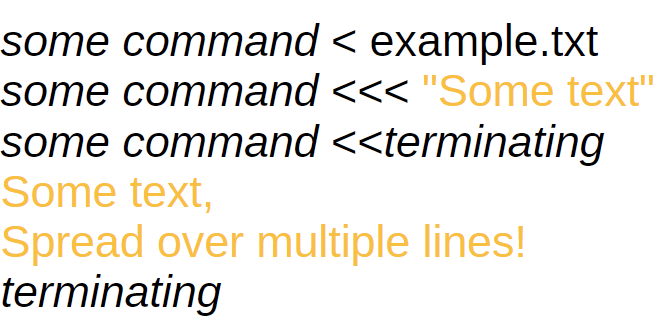 some command < example.txt
some command <<< "Some text"
some command <<terminating
Some text,
Spread over multiple lines!
terminating